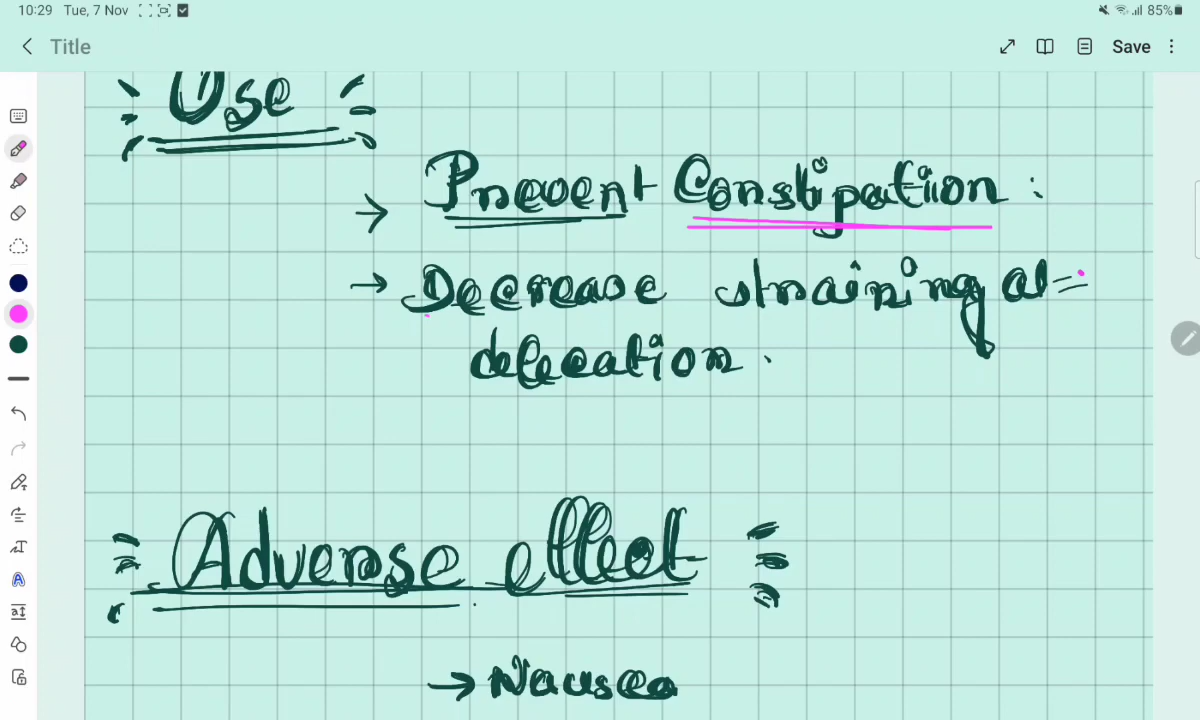 10:29 Tue, 7 Nov 85%
Title Save
Use
→ Prevent Constipation :
→ Decrease straining at
defecation .
Adverse effect
→ Nausea